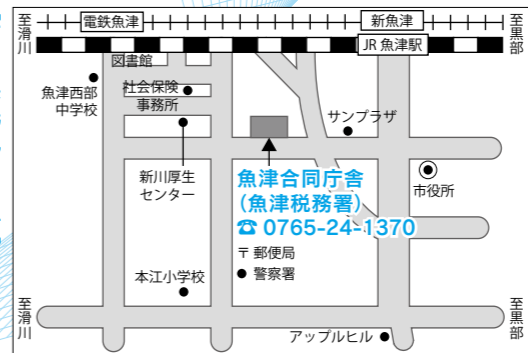 至滑川
電鉄魚津
新魚津
至黒部
JR 魚津駅
図書館
魚津西部
中学校
社会保険
事務所
サンプラザ
新川厚生
センター
魚津合同庁舎
(魚津税務署)
☎ 0765-24-1370
市役所
〒 郵便局
● 警察署
本江小学校
至滑川
アップルヒル
至黒部